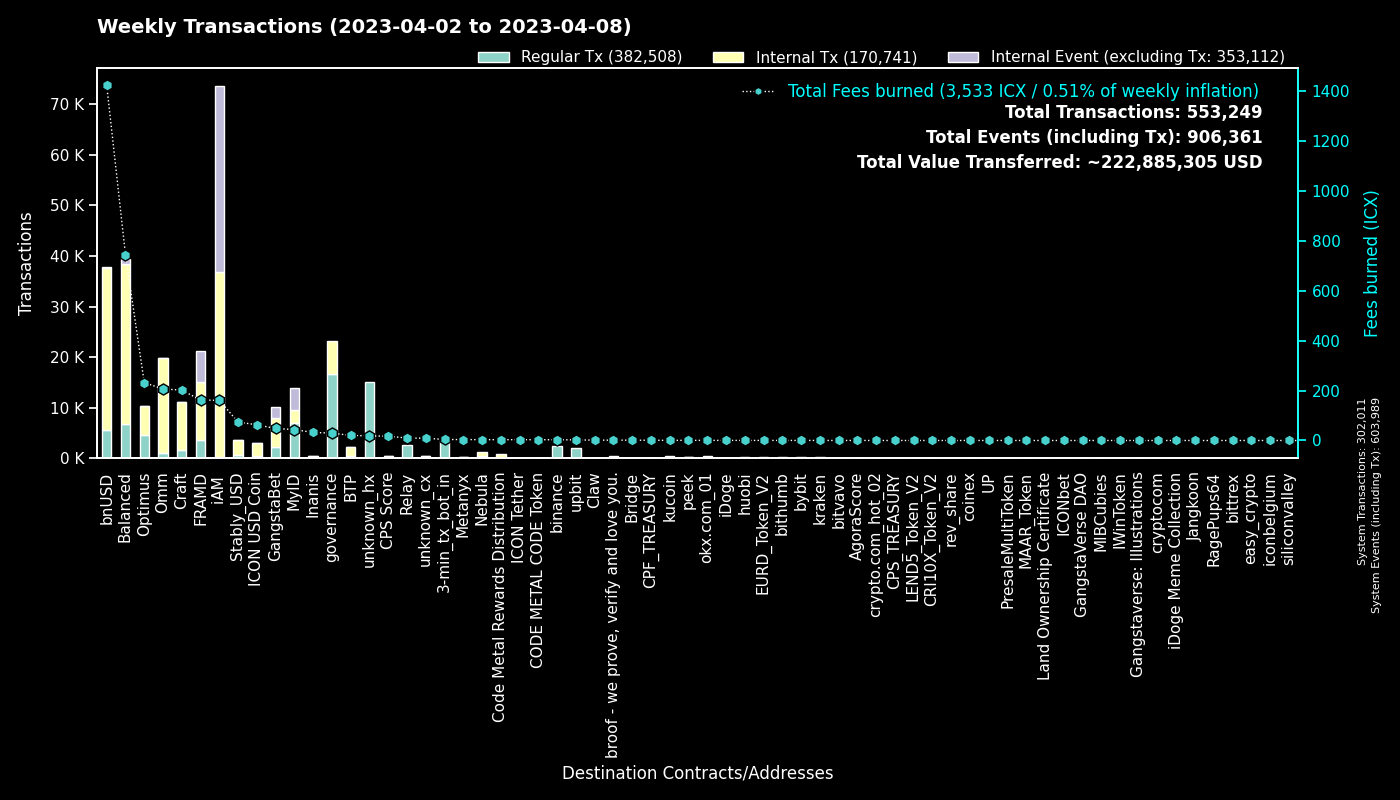 Weekly Transactions (2023-04-02 to 2023-04-08)
Regular Tx (382,508)
Internal Tx (170,741)
Internal Event (excluding Tx: 353,112)
Total Fees burned (3,533 ICX / 0.51% of weekly inflation)
Total Transactions: 553,249
Total Events (including Tx): 906,361
Total Value Transferred: ~222,885,305 USD
Transactions
70 K
60 K
50 K
40 K
30 K
20 K
10 K
0 K
1400
1200
1000
800
600
400
200
0
Fees burned (ICX)
System Transactions: 302,011
System Events (including Tx): 603,989
bnUSD
Balanced
Optimus
Omm
Craft
FRAMD
iAM
Stably_USD
ICON USD Coin
GangstaBet
MyID
Inanis
governance
BTP
unknown_hx
CPS Score
Relay
unknown_cx
3-min_tx_bot_in
Metanyx
Nebula
Code Metal Rewards Distribution
ICON Tether
CODE METAL CODE Token
binance
upbit
Claw
broof - we prove, verify and love you.
Bridge
CPF_TREASURY
kucoin
peek
okx.com_01
iDoge
huobi
EURD_Token_V2
bithumb
bybit
kraken
bitvavo
AgoraScore
crypto.com_hot_02
CPS_TREASURY
LEND5_Token_V2
CRI10X_Token_V2
rev_share
coinex
UP
PresaleMultiToken
MAAR_Token
Land Ownership Certificate
ICONbet
GangstaVerse DAO
MIBCubies
IWinToken
Gangstaverse: Illustrations
cryptocom
iDoge Meme Collection
Jangkoon
RagePups64
bittrex
easy_crypto
iconbelgium
siliconvalley
Destination Contracts/Addresses